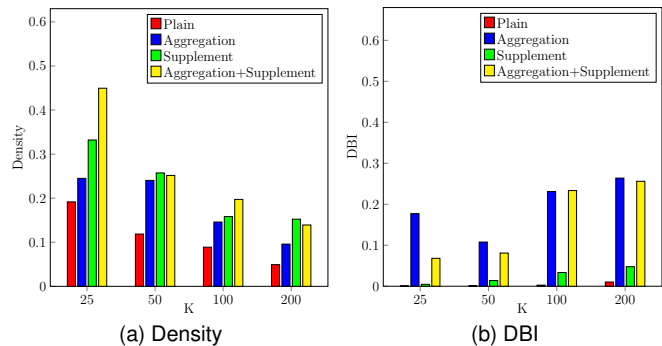 0.6
0.5
0.4
0.3
0.2
0.1
0
Density
25 50 100 200
K
Plain
Aggregation
Supplement
Aggregation+Supplement
(a) Density
0.6
0.5
0.4
0.3
0.2
0.1
0
DBI
25 50 100 200
K
Plain
Aggregation
Supplement
Aggregation+Supplement
(b) DBI